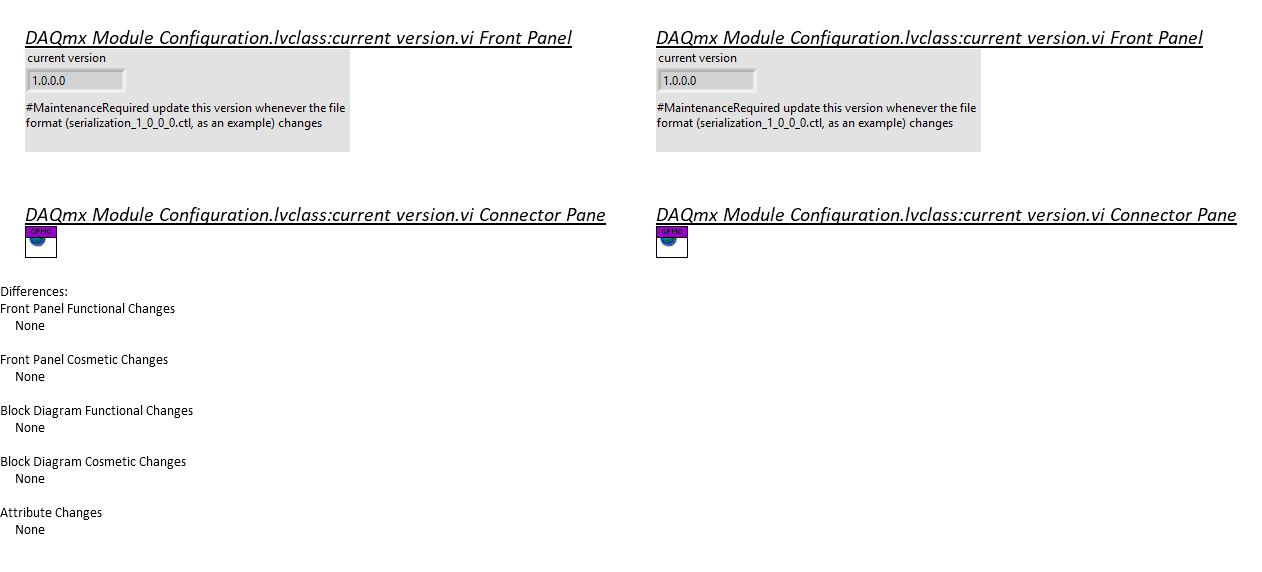 DAQmx Module Configuration.lvclass:current version.vi Front Panel
current version
1.0.0.0
#MaintenanceRequired update this version whenever the file
format (serialization_1_0_0_0.ctl, as an example) changes
DAQmx Module Configuration.lvclass:current version.vi Front Panel
current version
1.0.0.0
#MaintenanceRequired update this version whenever the file
format (serialization_1_0_0_0.ctl, as an example) changes
DAQmx Module Configuration.lvclass:current version.vi Connector Pane
DAQmx Module Configuration.lvclass:current version.vi Connector Pane
Differences:
Front Panel Functional Changes
None
Front Panel Cosmetic Changes
None
Block Diagram Functional Changes
None
Block Diagram Cosmetic Changes
None
Attribute Changes
None